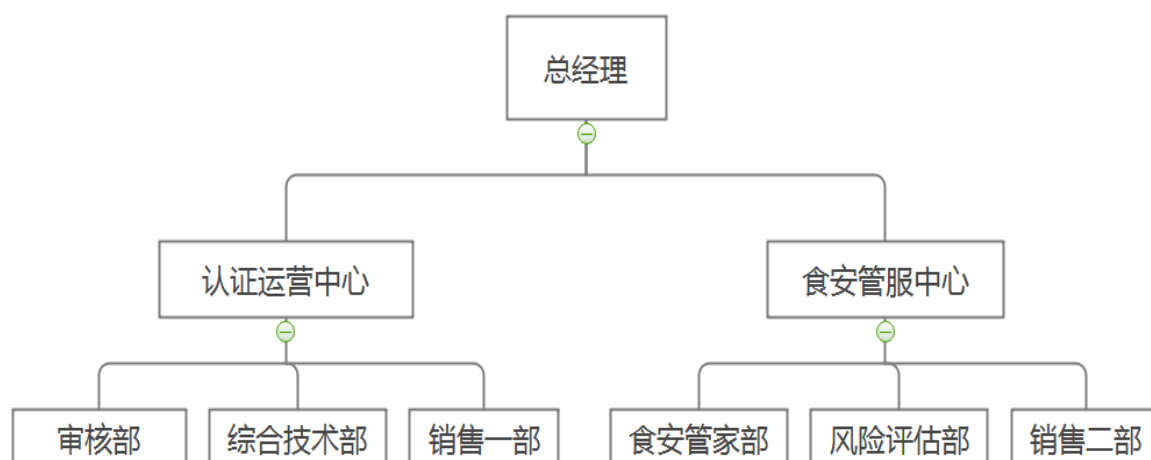 总经理
认证运营中心
食安管服中心
审核部
综合技术部
销售一部
食安管家部
风险评估部
销售二部